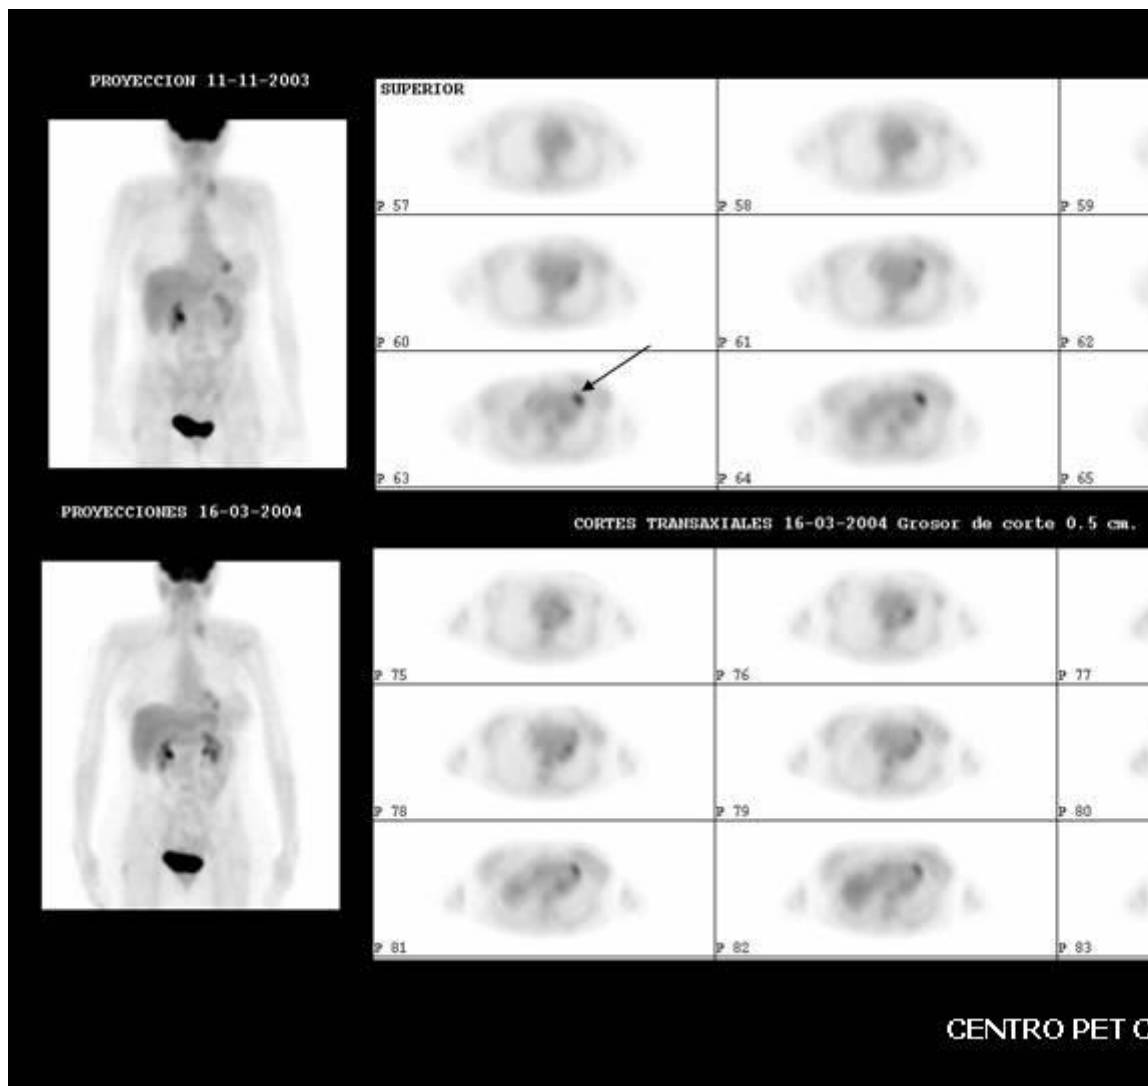 PROYECCION 11-11-2003
SUPERIOR
P 57
P 58
P 59
P 60
P 61
P 62
P 63
P 64
P 65
PROYECCIONES 16-03-2004
CORTES TRANSAXIALES 16-03-2004 Grosor de corte 0.5 cm.
P 75
P 76
P 77
P 78
P 79
P 80
P 81
P 82
P 83
CENTRO PET C